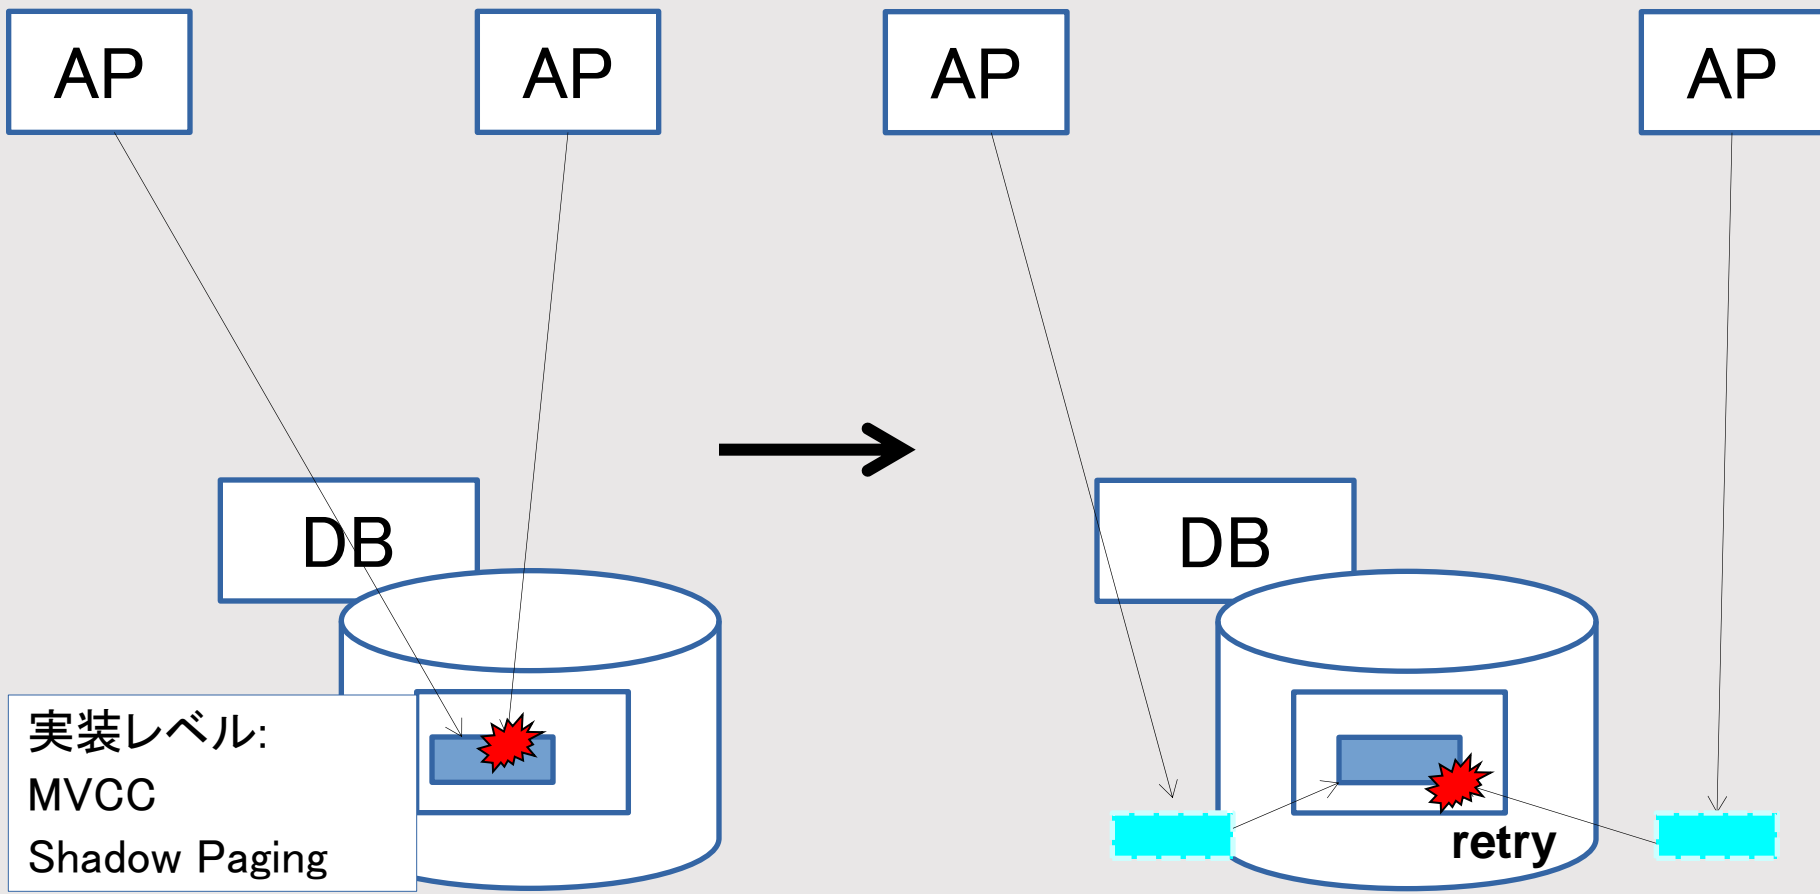 AP
AP
AP
AP
DB
DB
実装レベル:
MVCC
Shadow Paging
retry